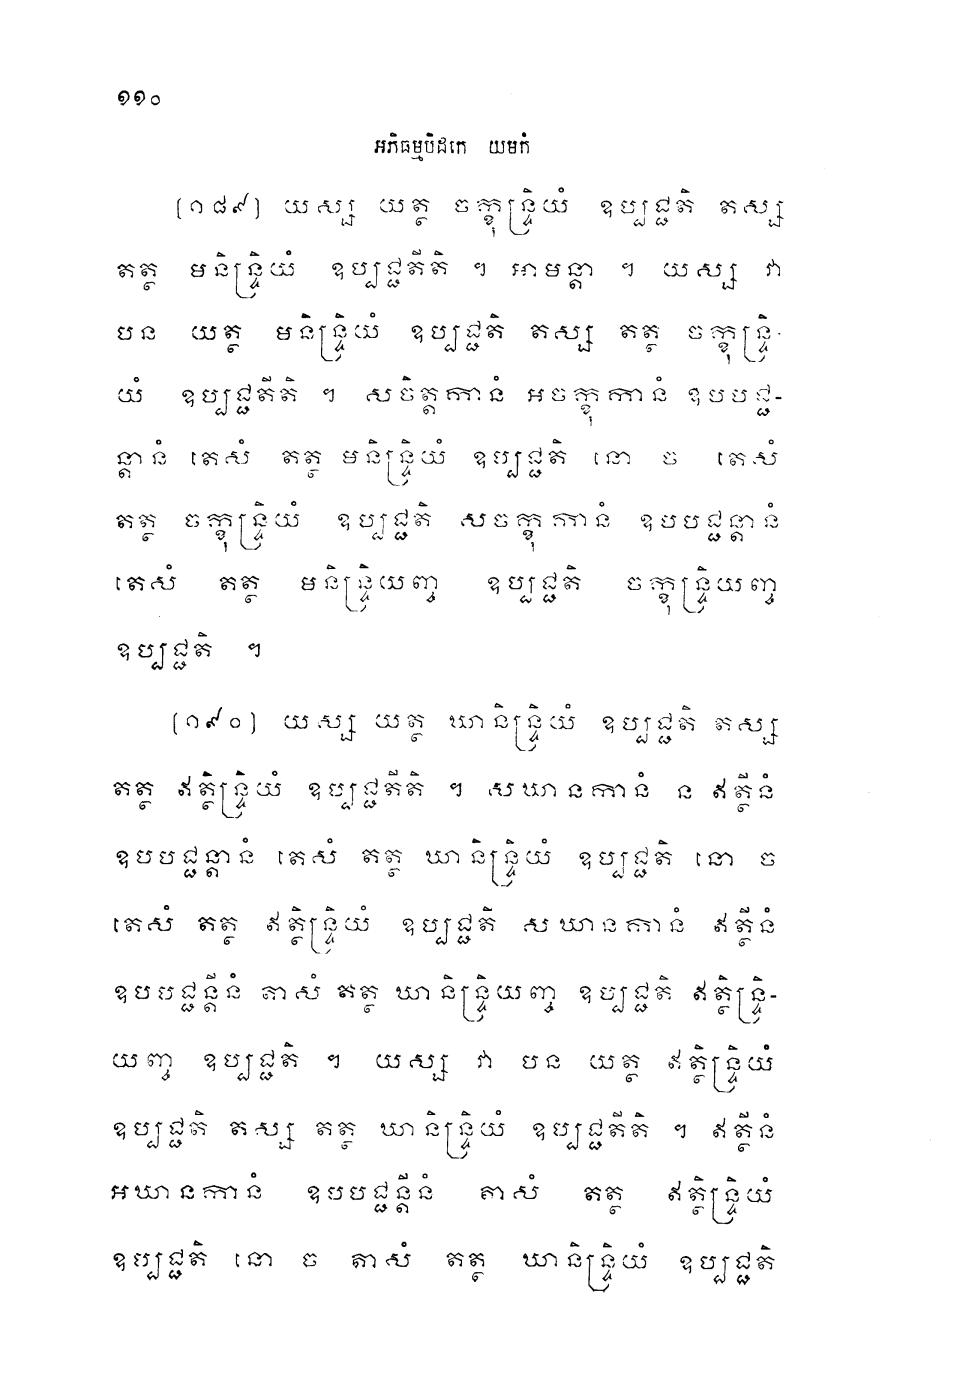 ១១០
អភិធម្មបិដកេ យមកំ
(១៨៩) យស្ស យត្ថ ចក្ខុន្ទ្រិយំ ឧប្បជ្ជតិ តស្ស
តត្ថ មនិន្ទ្រិយំ ឧប្បជ្ជតីតិ ។ អាមន្តា ។ យស្ស វា
បន យត្ថ មនិន្ទ្រិយំ ឧប្បជ្ជតិ តស្ស តត្ថ ចក្ខុន្ទ្រិ-
យំ ឧប្បជ្ជតីតិ ។ សចិត្តកានំ អចក្ខុកានំ ឧបបជ្ជ-
ន្តានំ តេសំ តត្ថ មនិន្ទ្រិយំ ឧប្បជ្ជតិ នោ ច តេសំ
តត្ថ ចក្ខុន្ទ្រិយំ ឧប្បជ្ជតិ សចក្ខុកានំ ឧបបជ្ជន្តានំ
តេសំ តត្ថ មនិន្ទ្រិយញ្ច ឧប្បជ្ជតិ ចក្ខុន្ទ្រិយញ្ច
ឧប្បជ្ជតិ ។
(១៩០) យស្ស យត្ថ ឃានិន្ទ្រិយំ ឧប្បជ្ជតិ តស្ស
តត្ថ ឥត្ថិន្ទ្រិយំ ឧប្បជ្ជតីតិ ។ សឃានកានំ ន ឥត្ថីនំ
ឧបបជ្ជន្តានំ តេសំ តត្ថ ឃានិន្ទ្រិយំ ឧប្បជ្ជតិ នោ ច
តេសំ តត្ថ ឥត្ថិន្ទ្រិយំ ឧប្បជ្ជតិ សឃានកានំ ឥត្ថីនំ
ឧបបជ្ជន្តីនំ តាសំ តត្ថ ឃានិន្ទ្រិយញ្ច ឧប្បជ្ជតិ ឥត្ថិន្ទ្រិ-
យញ្ច ឧប្បជ្ជតិ ។ យស្ស វា បន យត្ថ ឥត្ថិន្ទ្រិយំ
ឧប្បជ្ជតិ តស្ស តត្ថ ឃានិន្ទ្រិយំ ឧប្បជ្ជតីតិ ។ ឥត្ថីនំ
អឃានកានំ ឧបបជ្ជន្តីនំ តាសំ តត្ថ ឥត្ថិន្ទ្រិយំ
ឧប្បជ្ជតិ នោ ច តាសំ តត្ថ ឃានិន្ទ្រិយំ ឧប្បជ្ជតិ